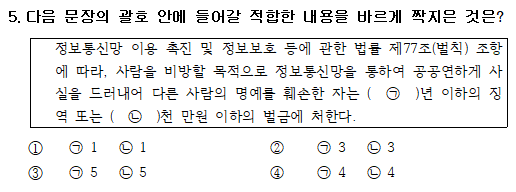 5. 다음 문장의 괄호 안에 들어갈 적합한 내용을 바르게 짝지은 것은?
정보통신망 이용 촉진 및 정보보호 등에 관한 법률 제77조(벌칙) 조항
에 따라, 사람을 비방할 목적으로 정보통신망을 통하여 공공연하게 사
실을 드러내어 다른 사람의 명예를 훼손한 자는 ( ㉠ )년 이하의 징
역 또는 ( ㉡ )천 만원 이하의 벌금에 처한다.
① ㉠ 1 ㉡ 1 ② ㉠ 3 ㉡ 3
③ ㉠ 5 ㉡ 5 ④ ㉠ 4 ㉡ 4